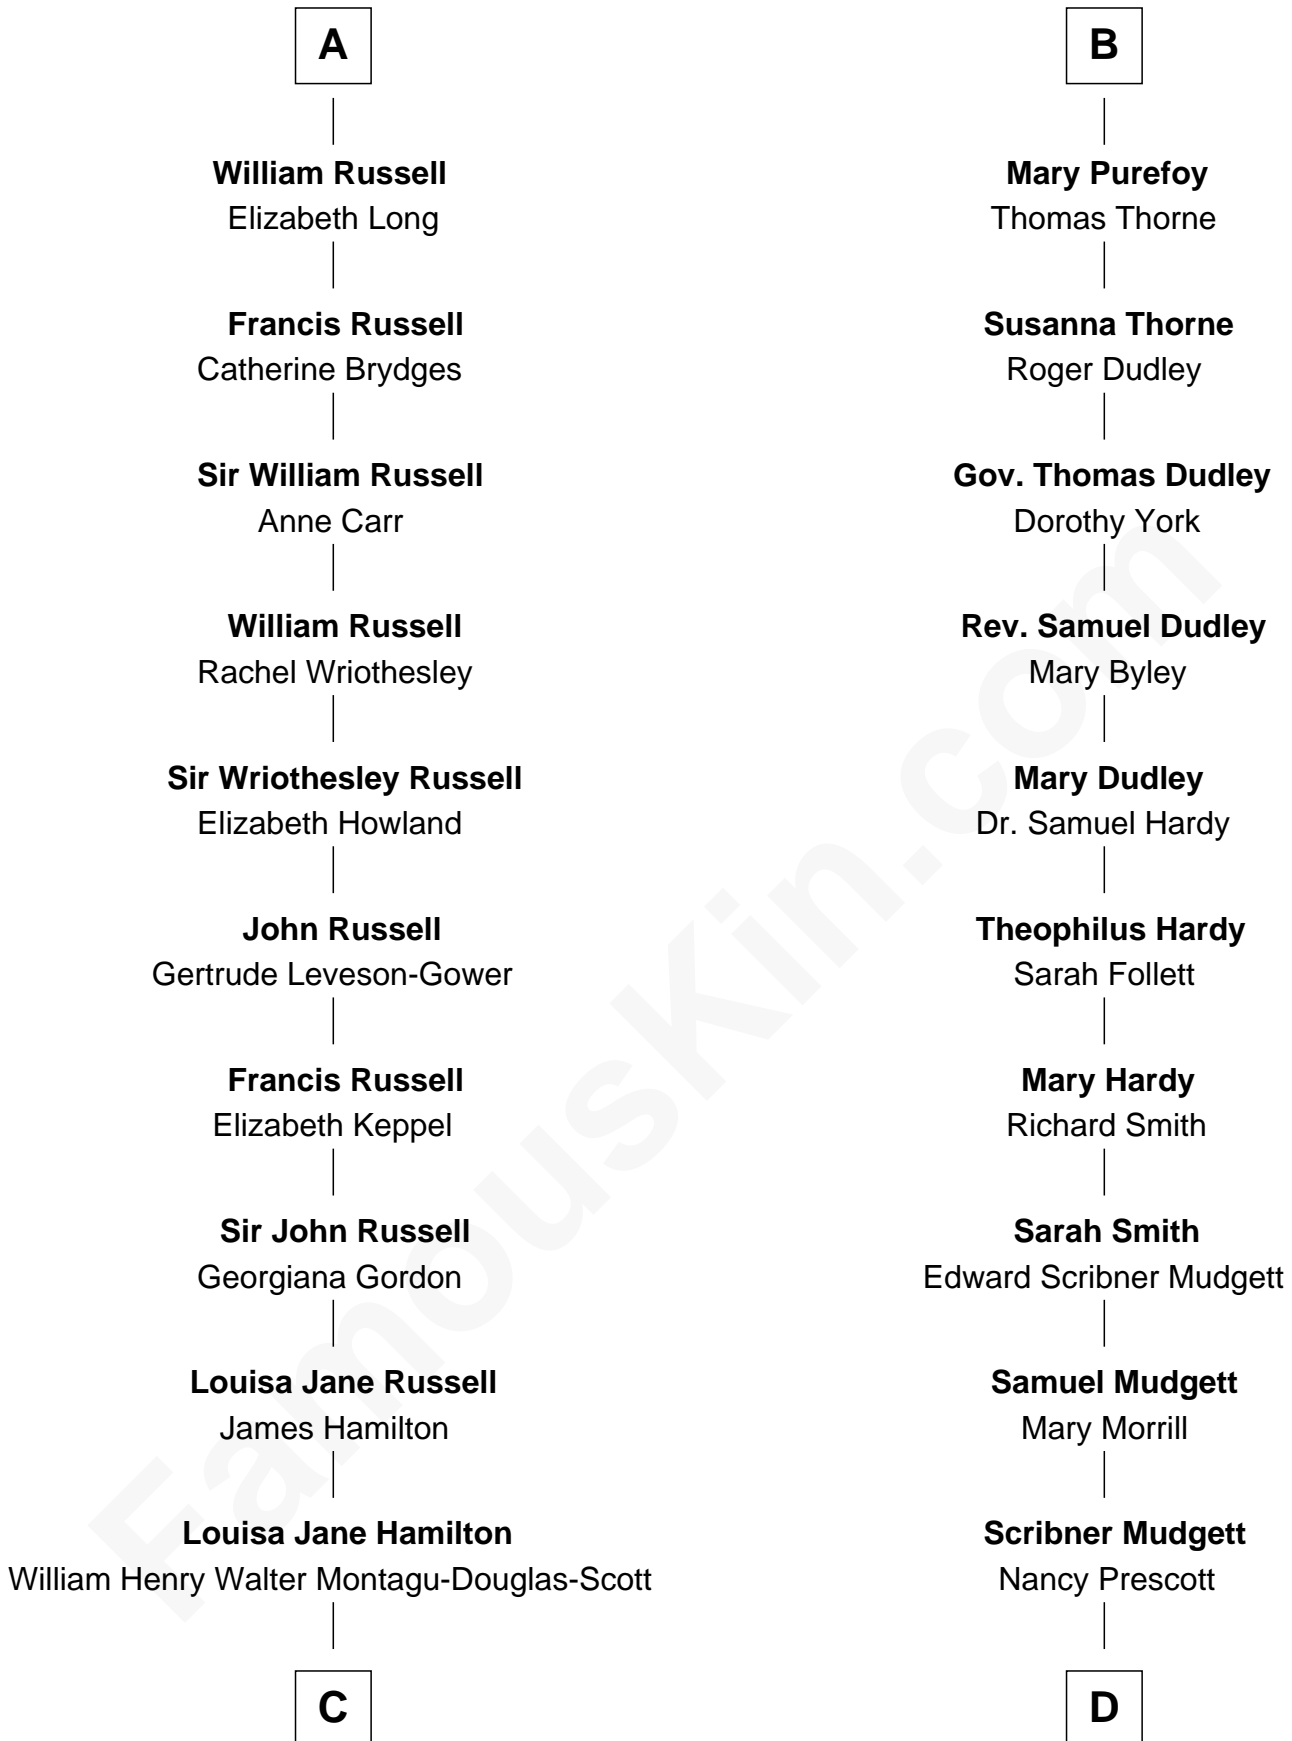 A
William Russell
Elizabeth Long
Francis Russell
Catherine Brydges
Sir William Russell
Anne Carr
William Russell
Rachel Wriothesley
Sir Wriothesley Russell
Elizabeth Howland
John Russell
Gertrude Leveson-Gower
Francis Russell
Elizabeth Keppel
Sir John Russell
Georgiana Gordon
Louisa Jane Russell
James Hamilton
Louisa Jane Hamilton
William Henry Walter Montagu-Douglas-Scott
C
B
Mary Purefoy
Thomas Thorne
Susanna Thorne
Roger Dudley
Gov. Thomas Dudley
Dorothy York
Rev. Samuel Dudley
Mary Byley
Mary Dudley
Dr. Samuel Hardy
Theophilus Hardy
Sarah Follett
Mary Hardy
Richard Smith
Sarah Smith
Edward Scribner Mudgett
Samuel Mudgett
Mary Morrill
Scribner Mudgett
Nancy Prescott
D
FamousKin.com